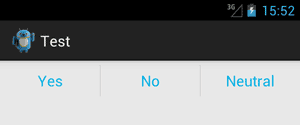 3G 15:52
Test
Yes No Neutral